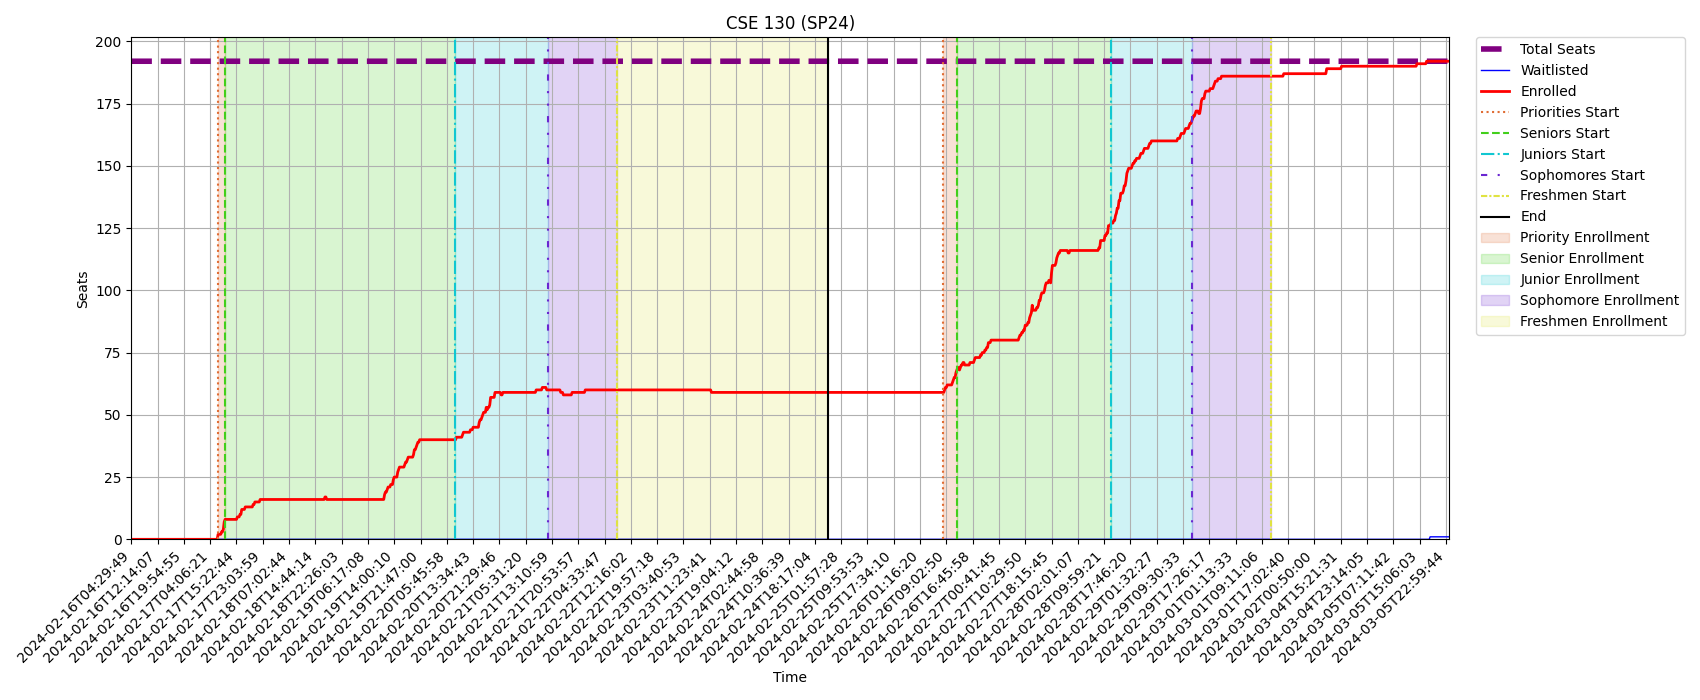 CSE 130 (SP24)
200
175
150
125
100
75
50
25
0
Seats
2024-02-16T04:29:49
2024-02-16T12:14:07
2024-02-16T19:54:55
2024-02-17T04:06:21
2024-02-17T15:22:44
2024-02-17T23:03:59
2024-02-18T07:02:44
2024-02-18T14:44:14
2024-02-18T22:26:03
2024-02-19T06:17:08
2024-02-19T14:00:10
2024-02-19T21:47:00
2024-02-20T05:45:58
2024-02-20T13:34:43
2024-02-20T21:29:46
2024-02-21T05:31:20
2024-02-21T13:10:59
2024-02-21T20:53:57
2024-02-22T04:33:47
2024-02-22T12:16:02
2024-02-22T19:57:18
2024-02-23T03:40:53
2024-02-23T11:23:41
2024-02-23T19:04:12
2024-02-24T02:44:58
2024-02-24T10:36:39
2024-02-24T18:17:04
2024-02-25T01:57:28
2024-02-25T09:53:53
2024-02-25T17:34:10
2024-02-26T01:16:20
2024-02-26T09:02:50
2024-02-26T16:45:58
2024-02-27T00:41:45
2024-02-27T10:29:50
2024-02-27T18:15:45
2024-02-28T02:01:07
2024-02-28T09:59:21
2024-02-28T17:46:20
2024-02-29T01:32:27
2024-02-29T09:30:33
2024-02-29T17:26:17
2024-03-01T01:13:33
2024-03-01T09:11:06
2024-03-01T17:02:40
2024-03-02T00:50:00
2024-03-04T15:21:31
2024-03-04T23:14:05
2024-03-05T07:11:42
2024-03-05T15:06:03
2024-03-05T22:59:44
Time
Total Seats
Waitlisted
Enrolled
Priorities Start
Seniors Start
Juniors Start
Sophomores Start
Freshmen Start
End
Priority Enrollment
Senior Enrollment
Junior Enrollment
Sophomore Enrollment
Freshmen Enrollment